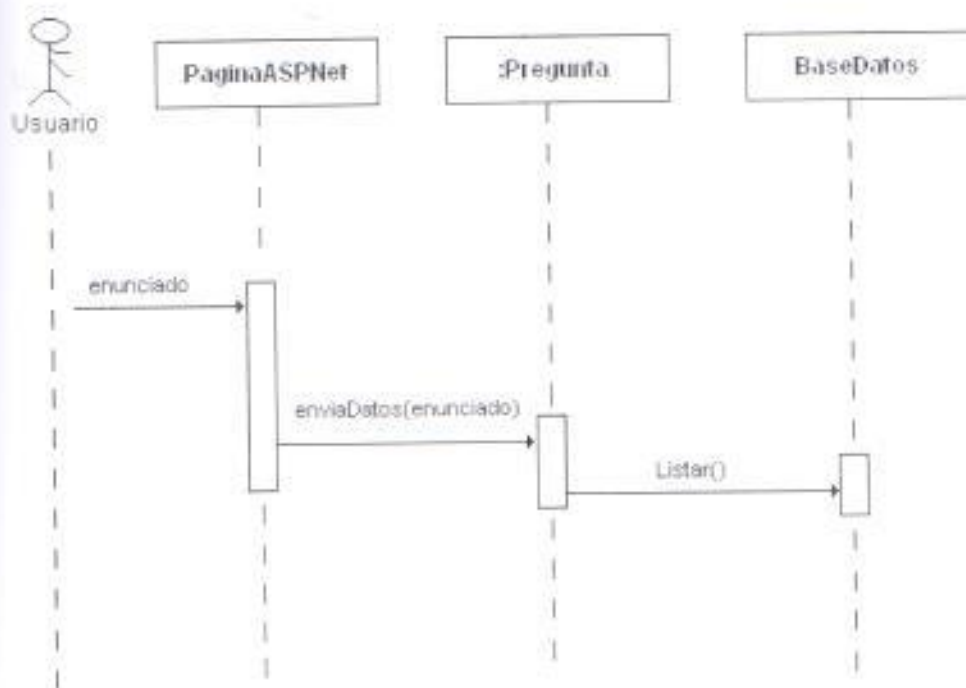 PaginaASPNet
:Pregunta
BaseDatos
Usuario
enunciado
enviaDatos(enunciado)
Listar()